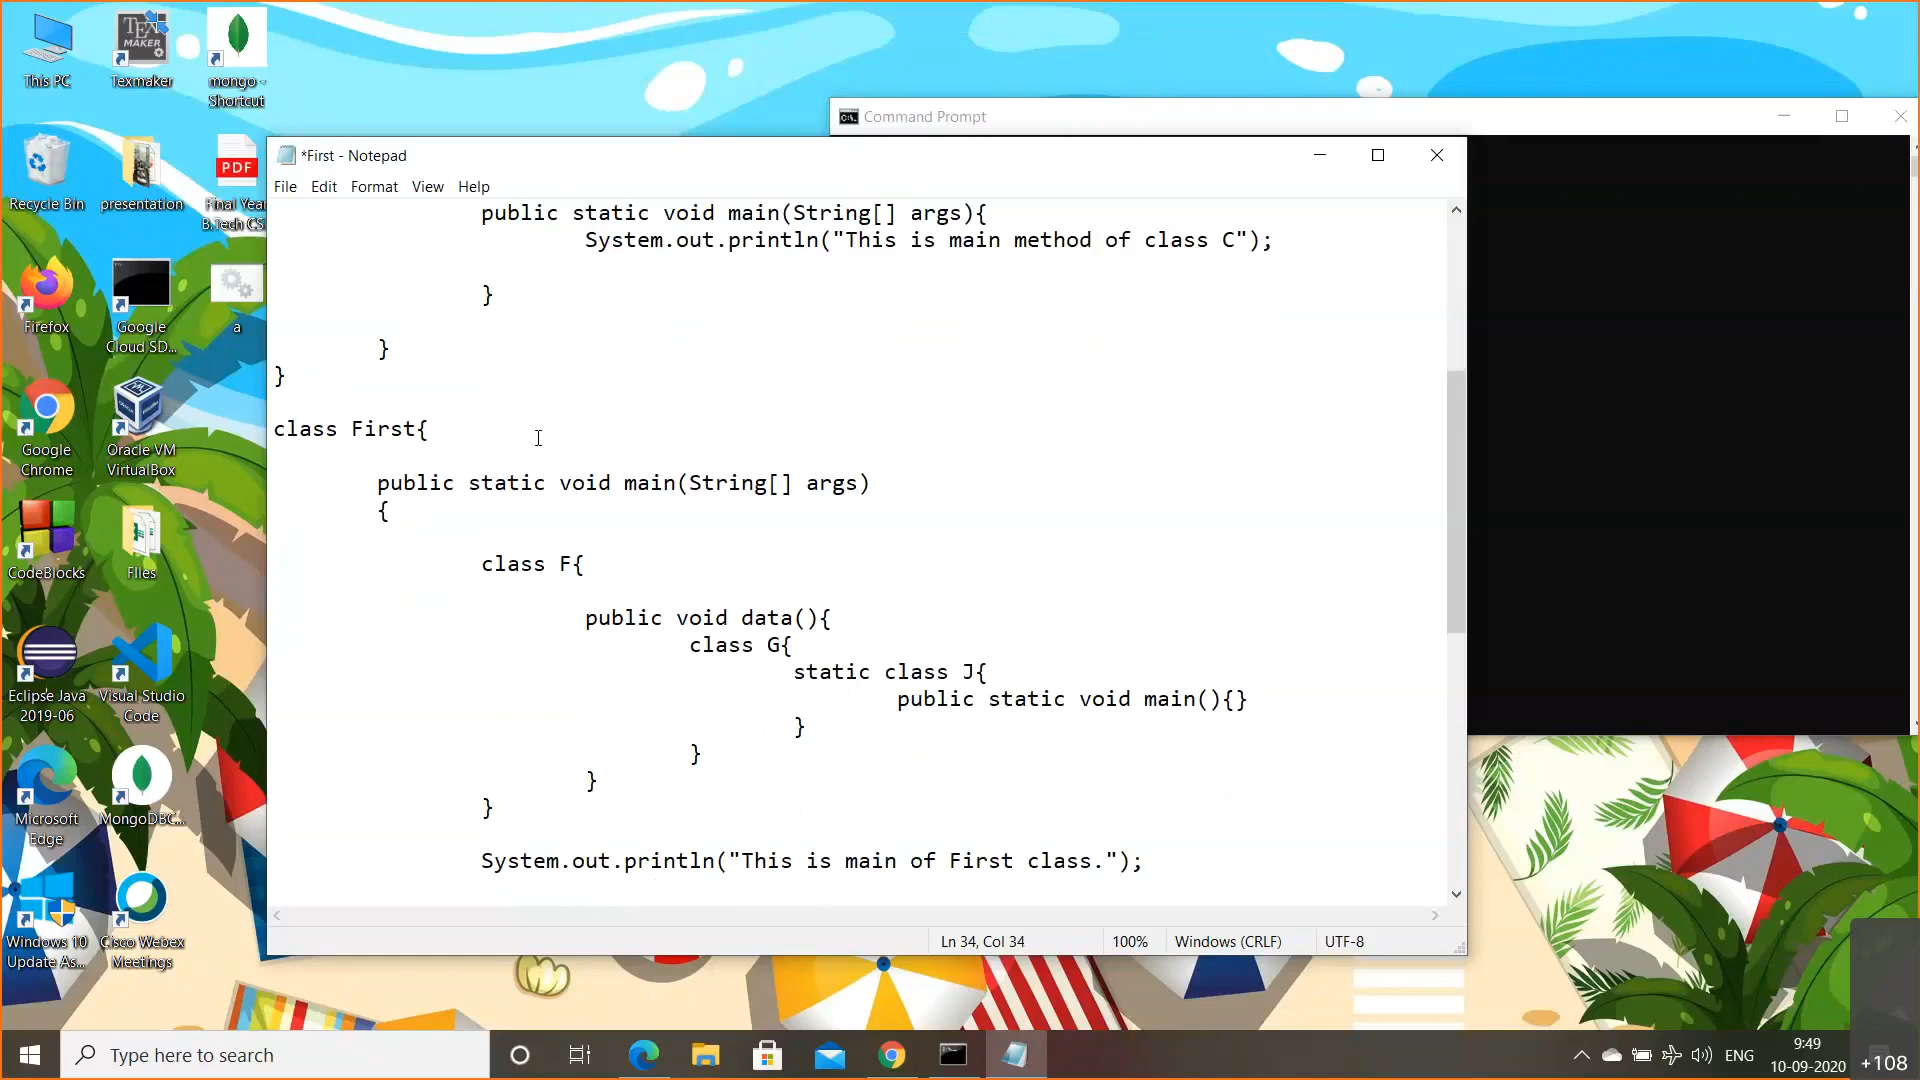 This PC
Texmaker
mongo -
Shortcut
TEX
MAKER
Command Prompt
*First - Notepad
File Edit Format View Help
Recycle Bin
presentation
PDF
Final Year
B.Tech CS
public static void main(String[] args){
System.out.println("This is main method of class C");
}
}
}
Firefox
Google
Cloud SD...
a
class First{
public static void main(String[] args)
{
Google
Chrome
Oracle VM
VirtualBox
class F{
CodeBlocks
FIles
public void data(){
class G{
static class J{
public static void main(){}
}
}
}
}
Eclipse Java
2019-06
Visual Studio
Code
System.out.println("This is main of First class.");
Microsoft
Edge
MongoDBC...
Ln 34, Col 34
100%
Windows (CRLF)
UTF-8
Windows 10
Update As...
Cisco Webex
Meetings
Type here to search
ENG
9:49
10-09-2020
+108